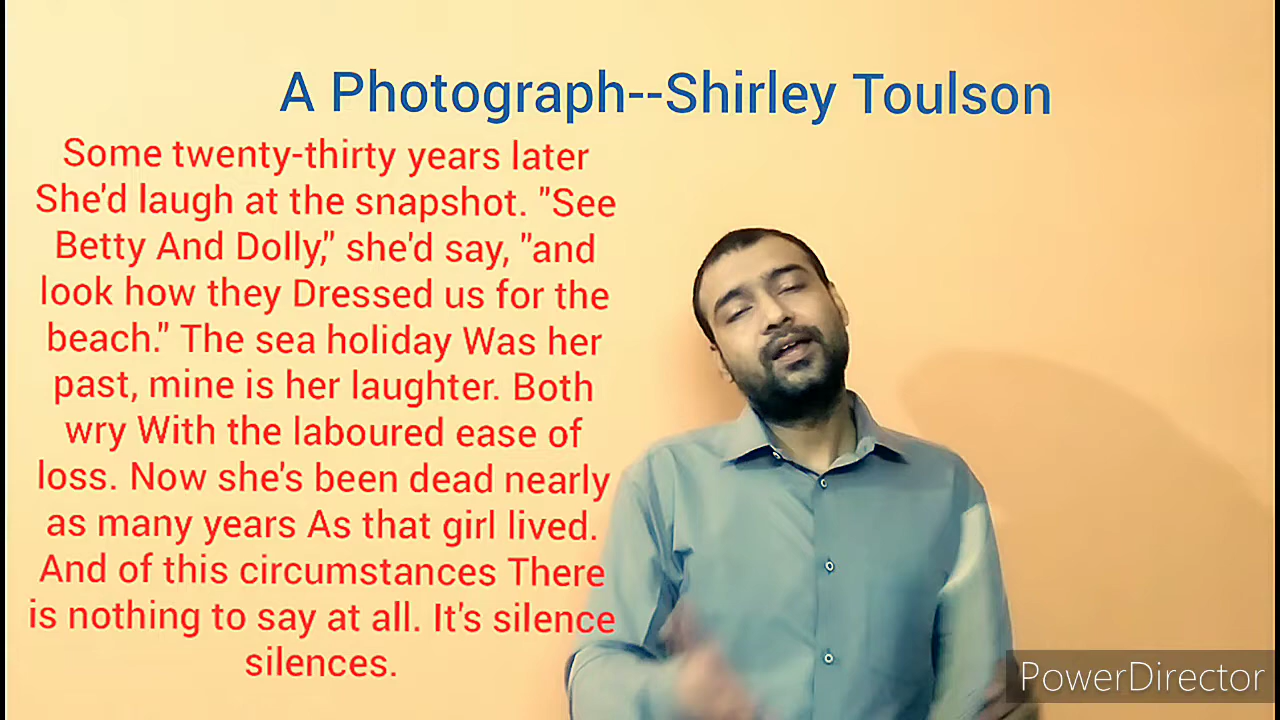 A Photograph--Shirley Toulson
Some twenty-thirty years later
She'd laugh at the snapshot. "See
Betty And Dolly," she'd say, "and
look how they Dressed us for the
beach." The sea holiday Was her
past, mine is her laughter. Both
wry With the laboured ease of
loss. Now she's been dead nearly
as many years As that girl lived.
And of this circumstances There
is nothing to say at all. It's silence
silences.
PowerDirector